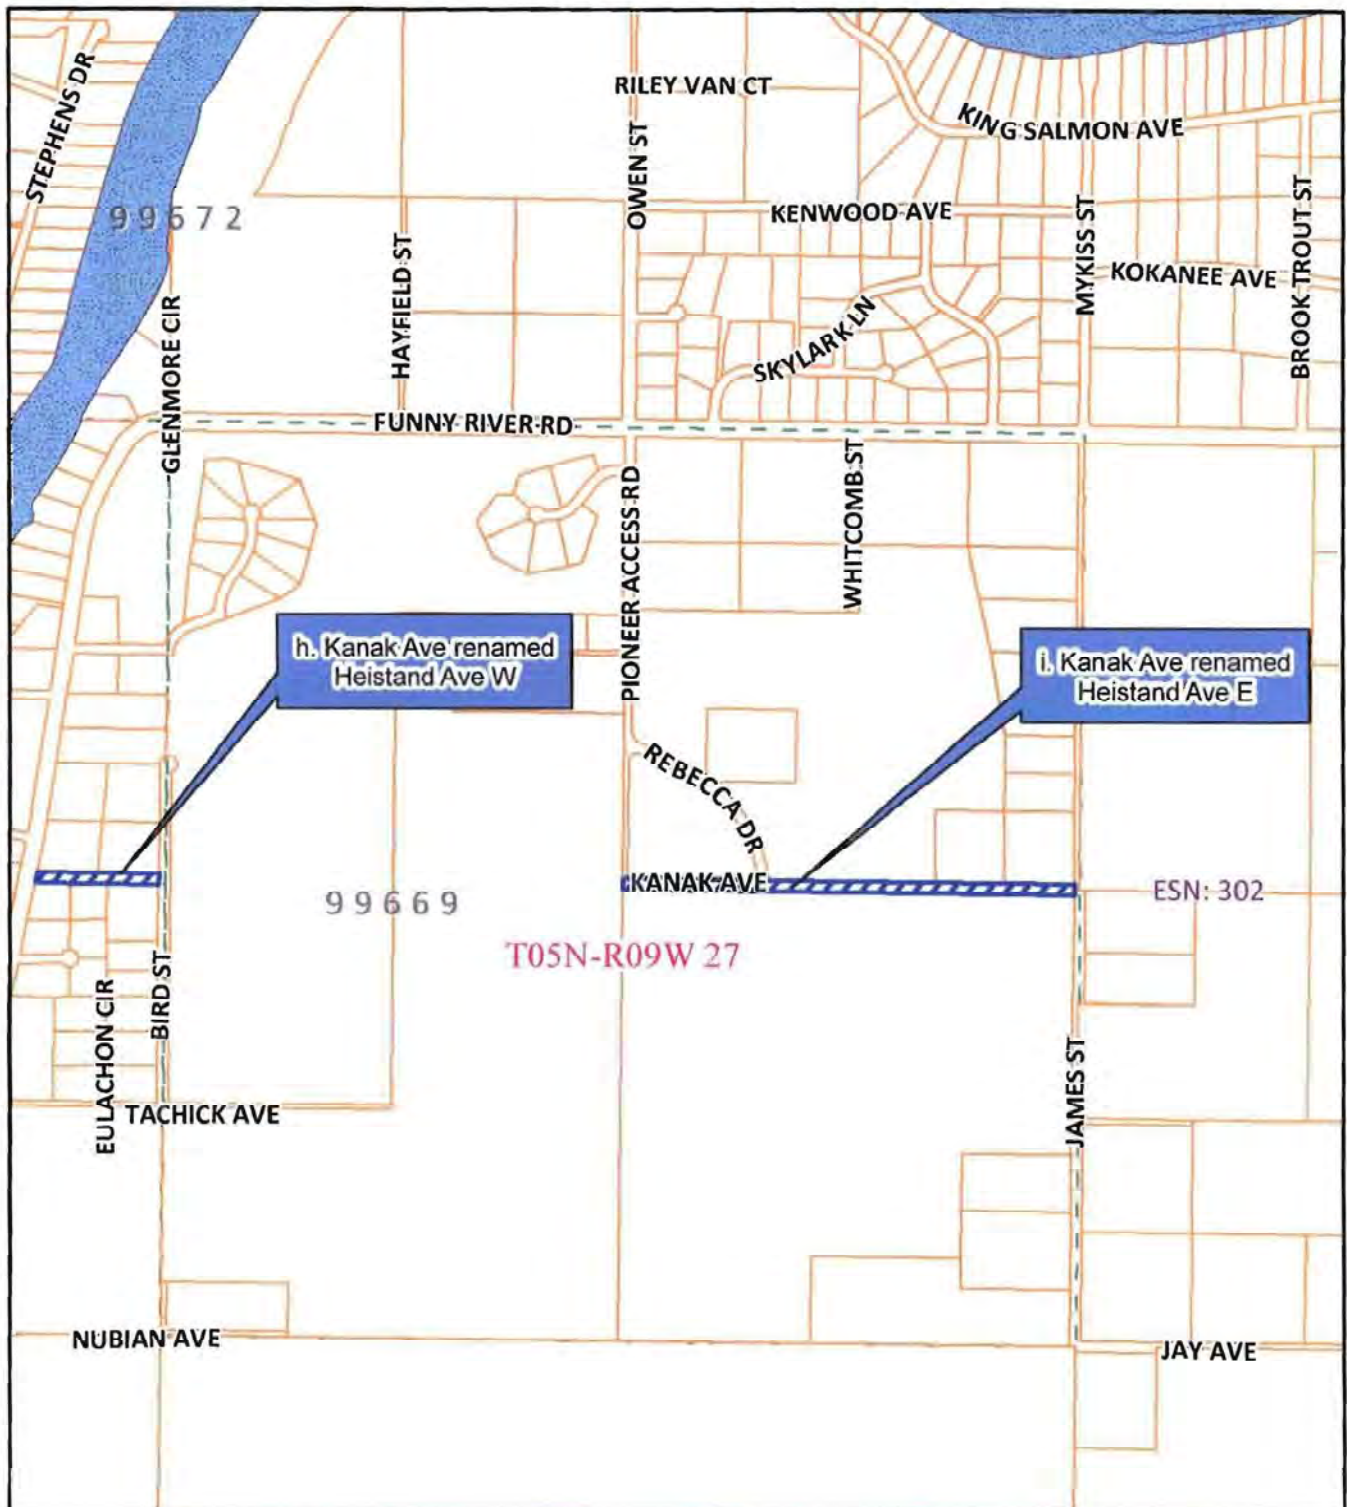 RILEY VAN CT
STEPHENS DR
KING SALMON AVE
OWEN ST
99672
KENWOOD AVE
MYKISS ST
BROOK TROUT ST
HAYFIELD ST
KOKANEE AVE
GLENMORE CIR
SKYLARK LN
FUNNY RIVER RD
WHITCOMB ST
PIONEER ACCESS RD
h. Kanak Ave renamed
Heistand Ave W
i. Kanak Ave renamed
Heistand Ave E
REBECCA DR
KANAK AVE
99669
ESN: 302
T05N-R09W 27
BIRD ST
EULACHON CIR
JAMES ST
TACHICK AVE
NUBIAN AVE
JAY AVE